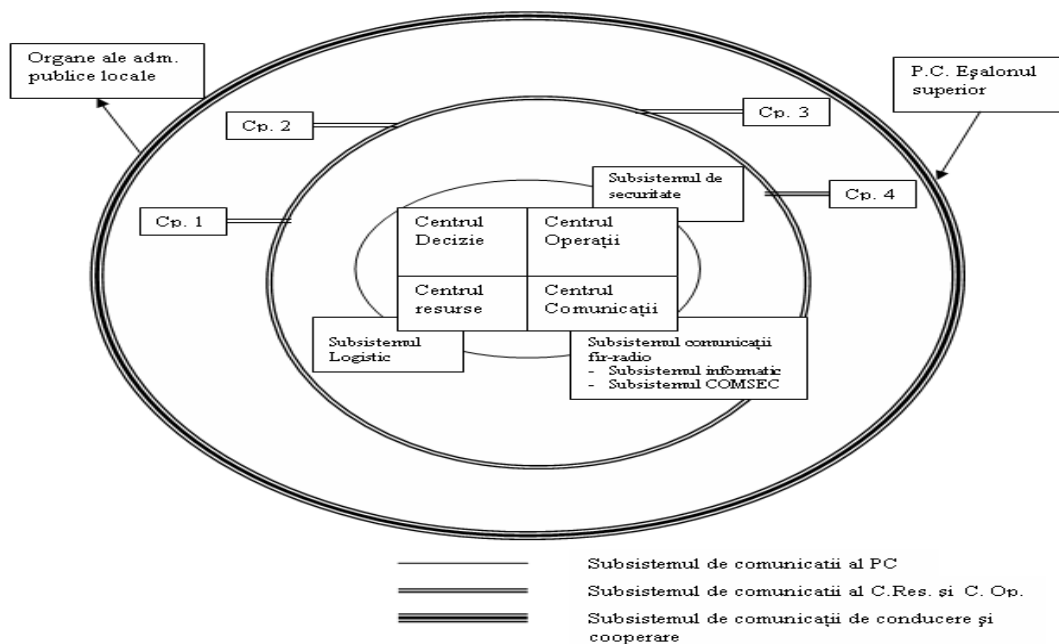 Organe ale adm.
publice locale
P.C. Eşalonul
superior
Cp. 2
Cp. 3
Cp. 1
Cp. 4
Subsistemul de
securitate
Centrul
Decizie
Centrul
Operaţii
Centrul
resurse
Centrul
Comunicaţii
Subsistemul
Logistic
Subsistemul comunicaţii
fir-radio
- Subsistemul informatic
- Subsistemul COMSEC
Subsistemul de comunicatii al PC
Subsistemul de comunicatii al C.Res. şi C. Op.
Subsistemul de comunicaţii de conducere şi
cooperare